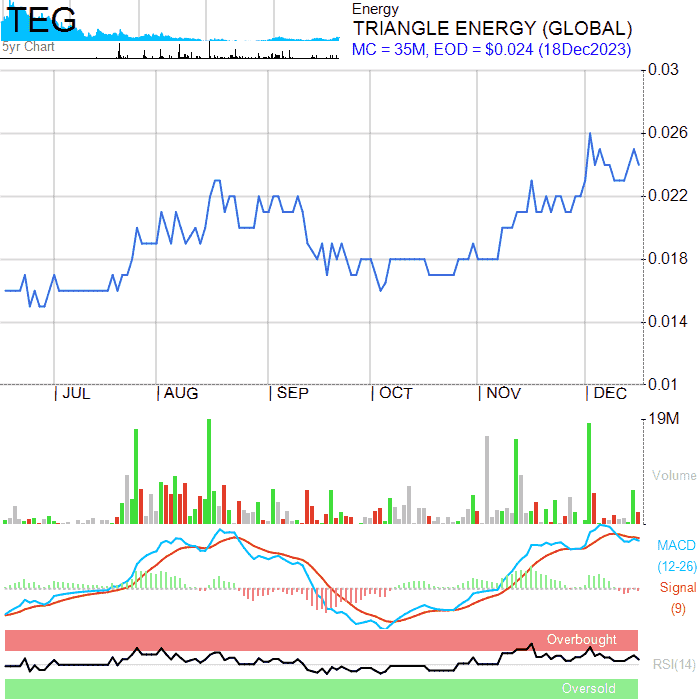 TEG
5yr Chart
Energy
TRIANGLE ENERGY (GLOBAL)
MC = 35M, EOD = $0.024 (18Dec2023)
0.03
0.026
0.022
0.018
0.014
0.01
JUL AUG SEP OCT NOV DEC
19M
Volume
MACD
(12-26)
Signal
(9)
Overbought
RSI(14)
Oversold